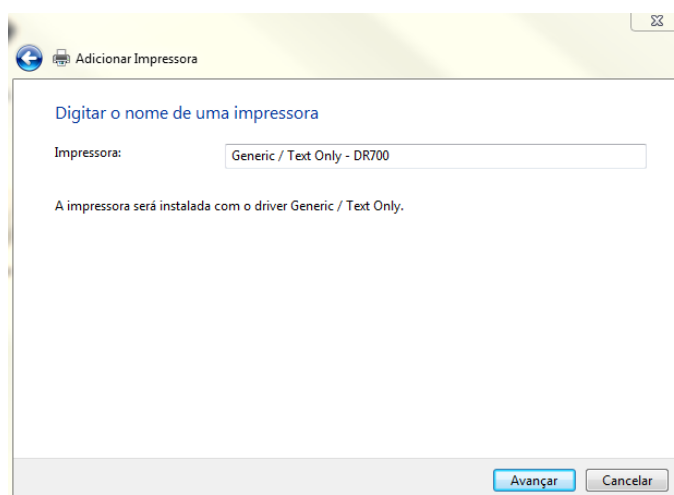 Adicionar Impressora
Digitar o nome de uma impressora
Impressora: Generic / Text Only - DR700
A impressora será instalada com o driver Generic / Text Only.
Avançar Cancelar